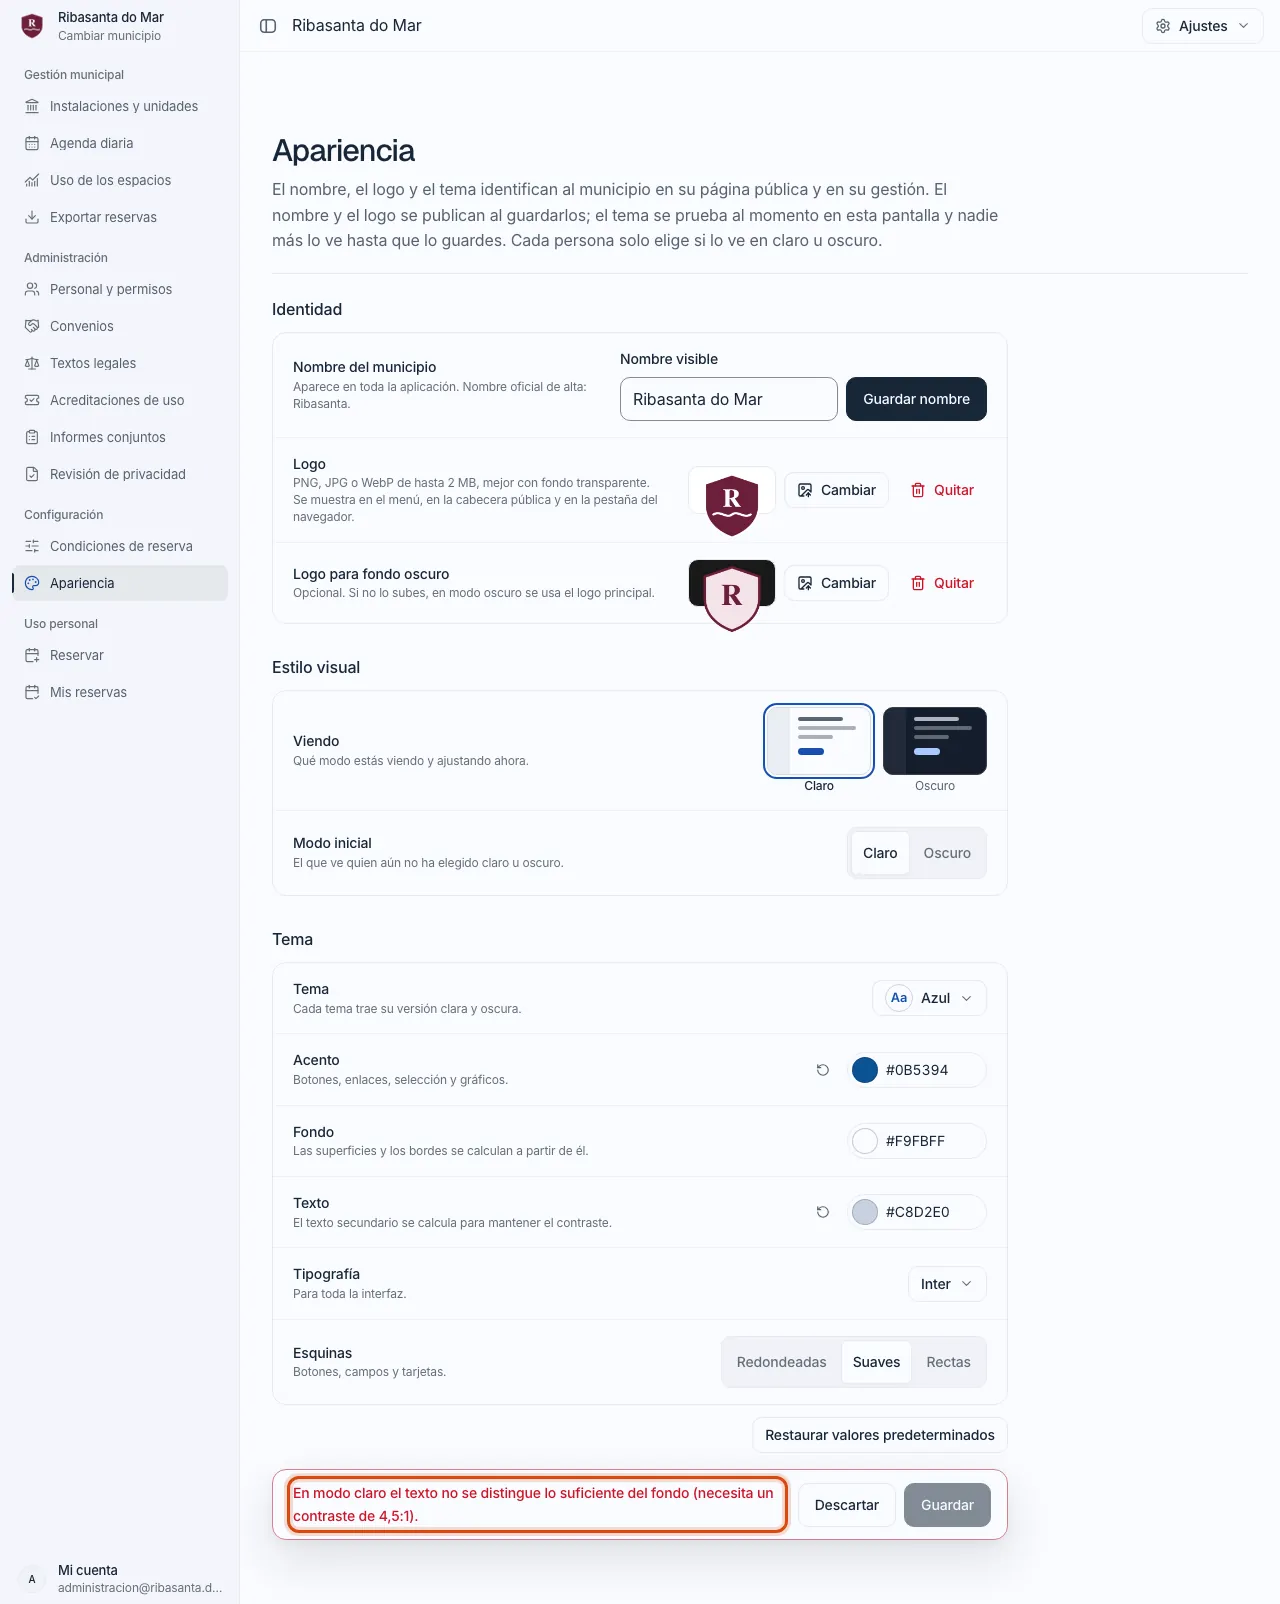 Ribasanta do Mar
Cambiar municipio
Gestión municipal
Instalaciones y unidades
Agenda diaria
Uso de los espacios
Exportar reservas
Administración
Personal y permisos
Convenios
Textos legales
Acreditaciones de uso
Informes conjuntos
Revisión de privacidad
Configuración
Condiciones de reserva
Apariencia
Uso personal
Reservar
Mis reservas
A
Mi cuenta
administracion@ribasanta.d...
Ribasanta do Mar
Ajustes
Apariencia
El nombre, el logo y el tema identifican al municipio en su página pública y en su gestión. El
nombre y el logo se publican al guardarlos; el tema se prueba al momento en esta pantalla y nadie
más lo ve hasta que lo guardes. Cada persona solo elige si lo ve en claro u oscuro.
Identidad
Nombre del municipio
Aparece en toda la aplicación. Nombre oficial de alta:
Ribasanta.
Nombre visible
Ribasanta do Mar
Guardar nombre
Logo
PNG, JPG o WebP de hasta 2 MB, mejor con fondo transparente.
Se muestra en el menú, en la cabecera pública y en la pestaña del
navegador.
R
Cambiar
Quitar
Logo para fondo oscuro
Opcional. Si no lo subes, en modo oscuro se usa el logo principal.
R
Cambiar
Quitar
Estilo visual
Viendo
Qué modo estás viendo y ajustando ahora.
Claro
Oscuro
Modo inicial
El que ve quien aún no ha elegido claro u oscuro.
Claro
Oscuro
Tema
Tema
Cada tema trae su versión clara y oscura.
Aa
Azul
Acento
Botones, enlaces, selección y gráficos.
#0B5394
Fondo
Las superficies y los bordes se calculan a partir de él.
#F9FBFF
Texto
El texto secundario se calcula para mantener el contraste.
#C8D2E0
Tipografía
Para toda la interfaz.
Inter
Esquinas
Botones, campos y tarjetas.
Redondeadas
Suaves
Rectas
Restaurar valores predeterminados
En modo claro el texto no se distingue lo suficiente del fondo (necesita un
contraste de 4,5:1).
Descartar
Guardar